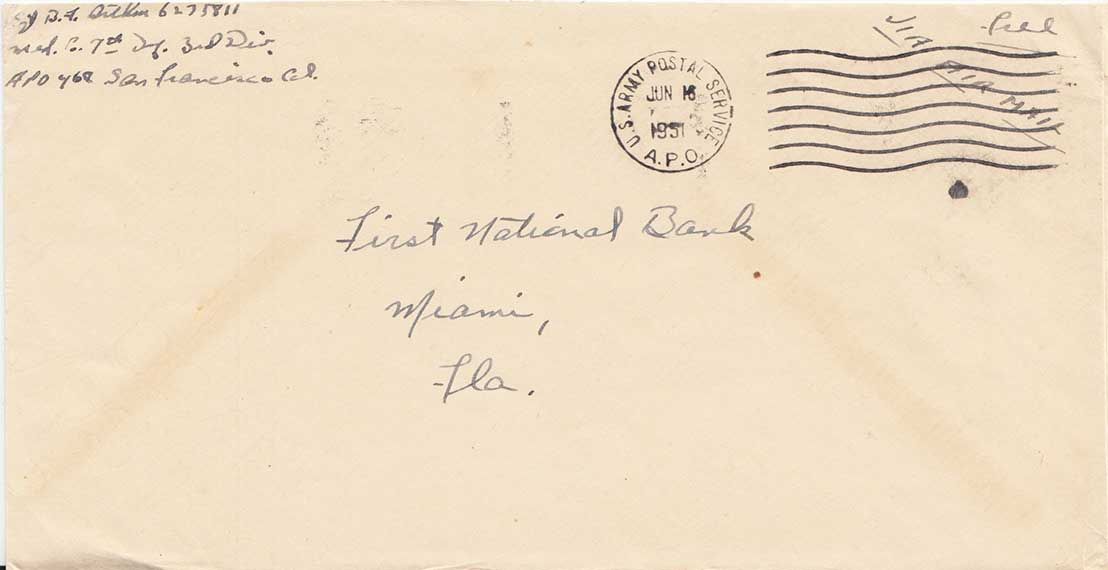 B.F. Aitken 6275811
Med. Co. 7th Inf. 3rd Div.
APO 468 San Francisco Cal.
Free
VIA
AIR MAIL
U.S. ARMY POSTAL SERVICE
JUN 16
1951
A.P.O.
First National Bank
Miami,
Fla.